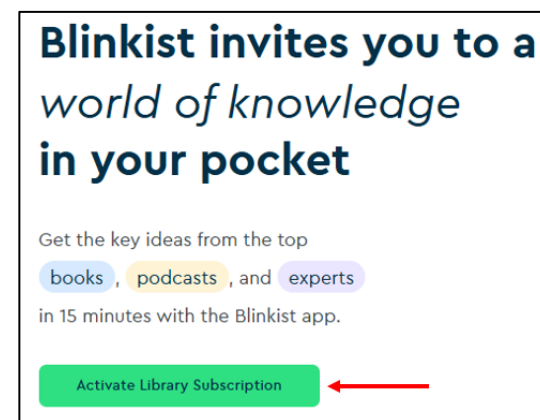 Blinkist invites you to a
world of knowledge
in your pocket
Get the key ideas from the top
books , podcasts , and experts
in 15 minutes with the Blinkist app.
Activate Library Subscription